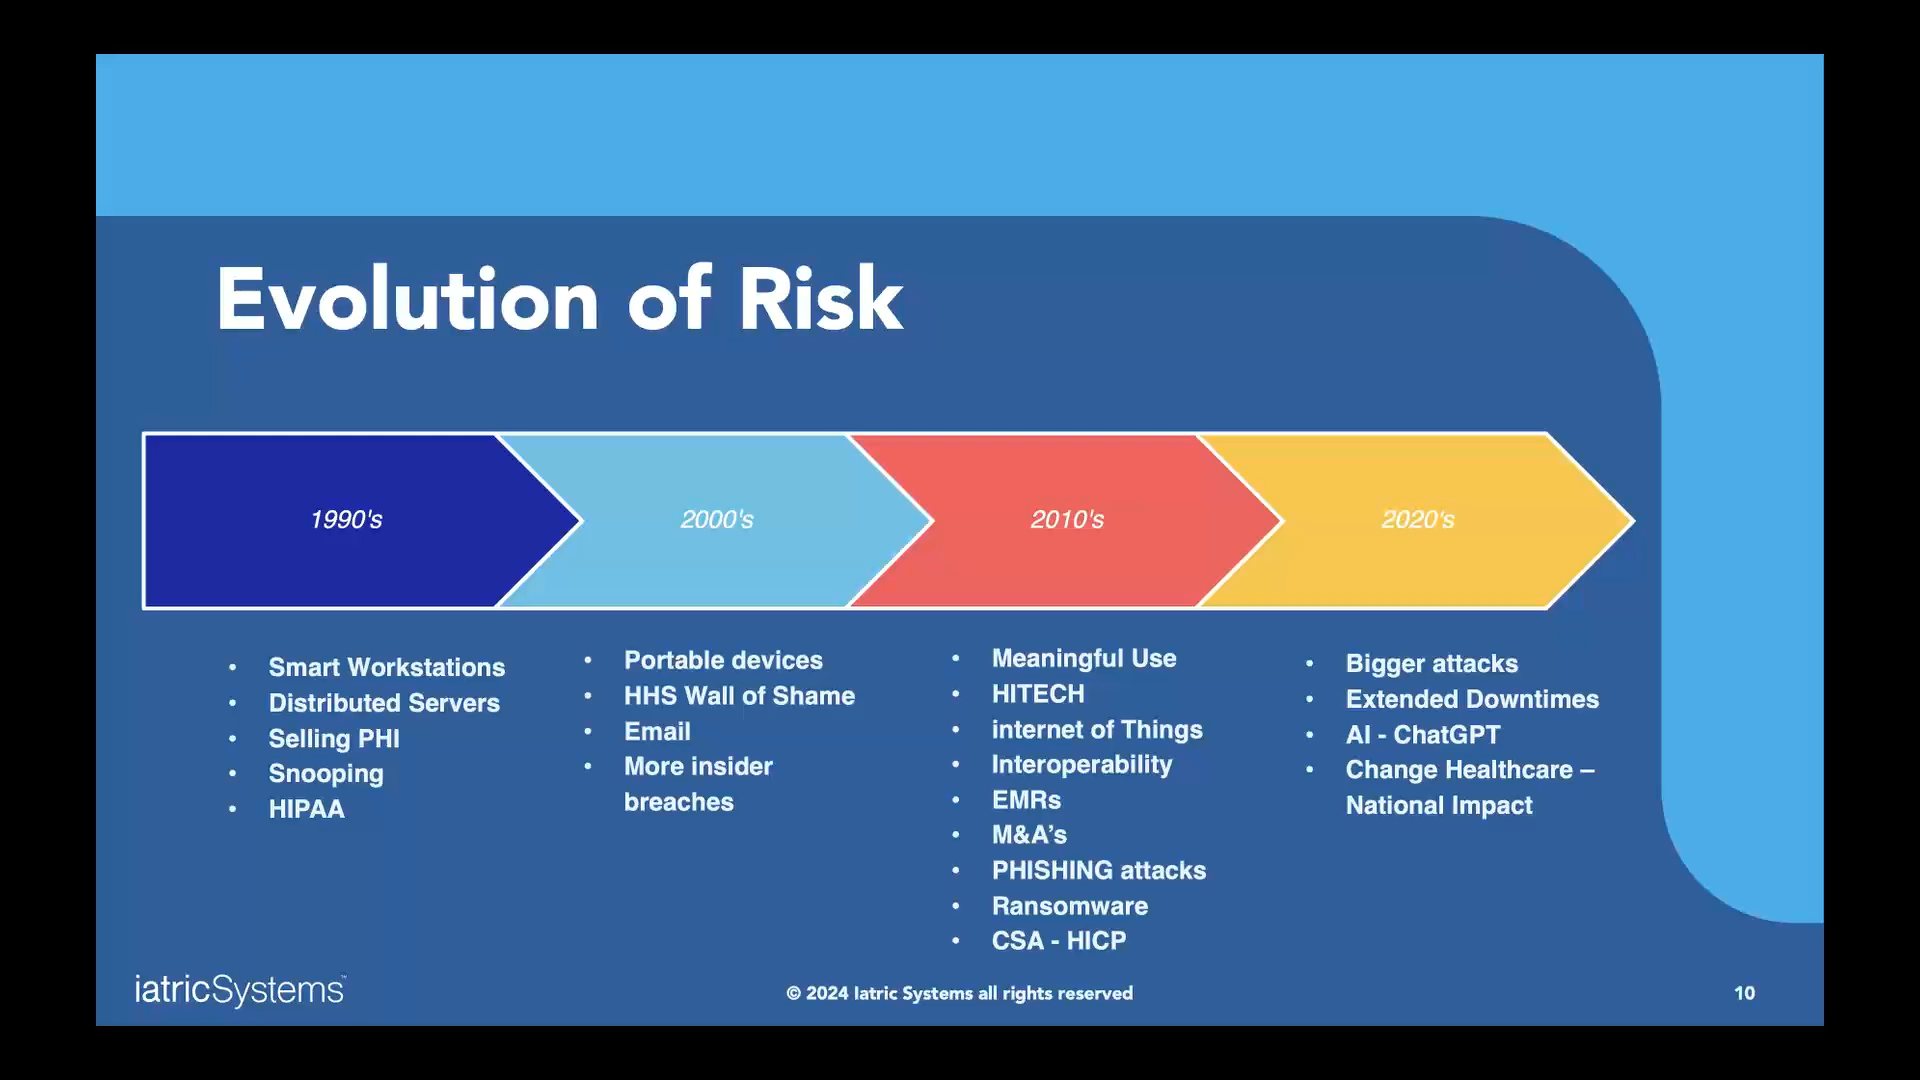 Evolution of Risk
1990's
2000's
2010's
2020's
• Smart Workstations
• Distributed Servers
• Selling PHI
• Snooping
• HIPAA
• Portable devices
• HHS Wall of Shame
• Email
• More insider
breaches
• Meaningful Use
• HITECH
• internet of Things
• Interoperability
• EMRs
• M&A’s
• PHISHING attacks
• Ransomware
• CSA - HICP
• Bigger attacks
• Extended Downtimes
• AI - ChatGPT
• Change Healthcare –
National Impact
iatricSystems™
© 2024 Iatric Systems all rights reserved
10